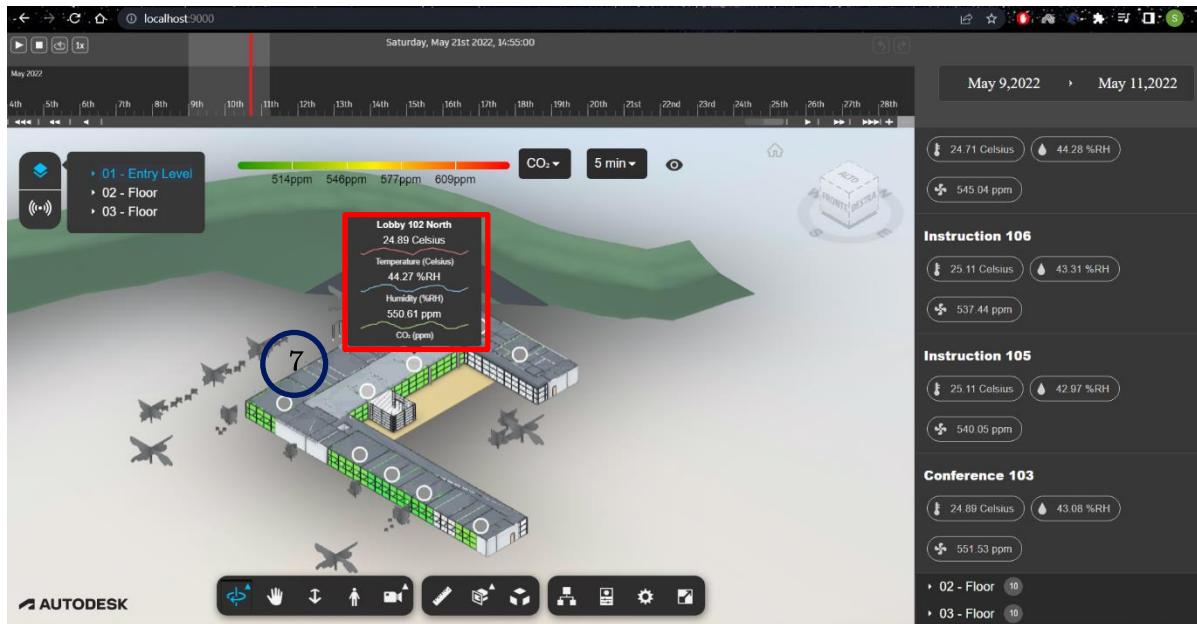 localhost:9000
S
1x
Saturday, May 21st 2022, 14:55:00
May 2022
4th 5th 6th 7th 8th 9th 10th 11th 12th 13th 14th 15th 16th 17th 18th 19th 20th 21st 22nd 23rd 24th 25th 26th 27th 28th
May 9,2022 › May 11,2022
01 - Entry Level
02 - Floor
03 - Floor
514ppm 546ppm 577ppm 609ppm
CO₂
5 min
ALTO
FRONTE
DESTRA
Lobby 102 North
24.89 Celsius
Temperature (Celsius)
44.27 %RH
Humidity (%RH)
550.61 ppm
CO₂ (ppm)
7
AUTODESK
24.71 Celsius 44.28 %RH
545.04 ppm
Instruction 106
25.11 Celsius 43.31 %RH
537.44 ppm
Instruction 105
25.11 Celsius 42.97 %RH
540.05 ppm
Conference 103
24.89 Celsius 43.08 %RH
551.53 ppm
02 - Floor 10
03 - Floor 10